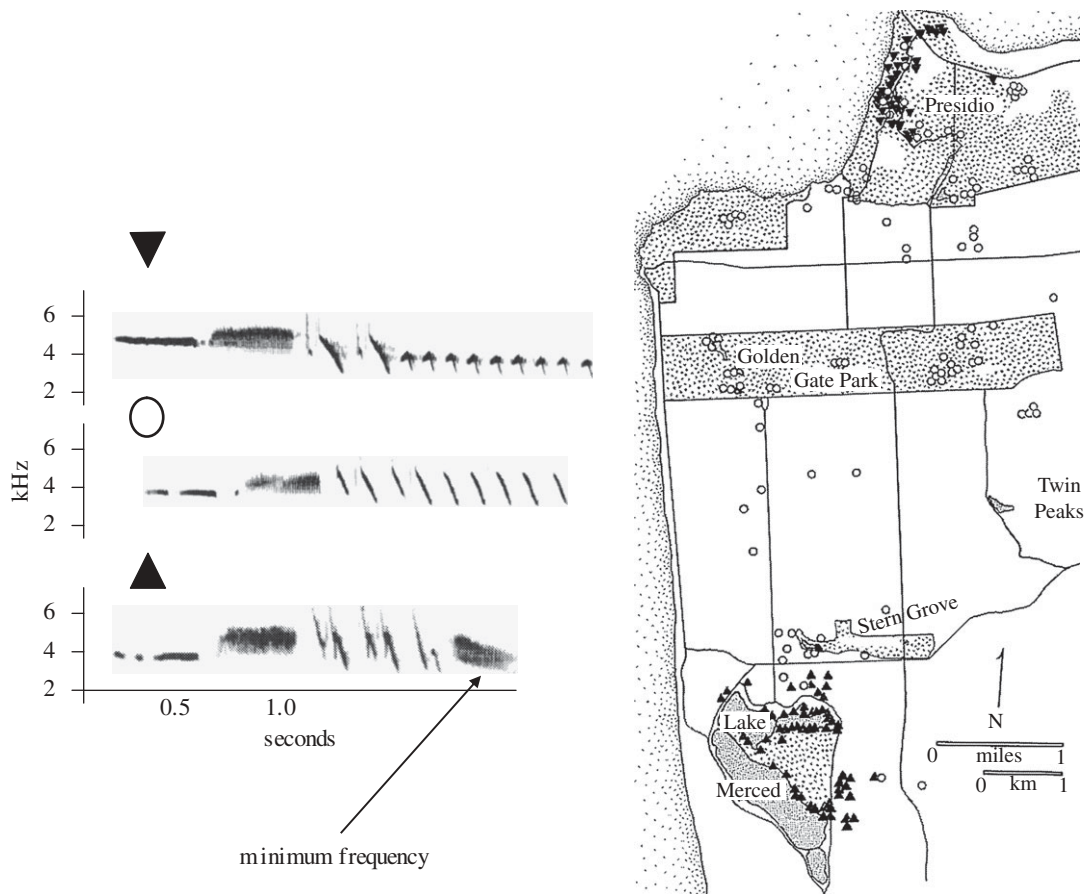 6
4
2
6
4
2
6
4
2
kHz
0.5 1.0
seconds
minimum frequency
Presidio
Golden
Gate Park
Twin
Peaks
Stern Grove
Lake
Merced
N
0 miles 1
0 km 1